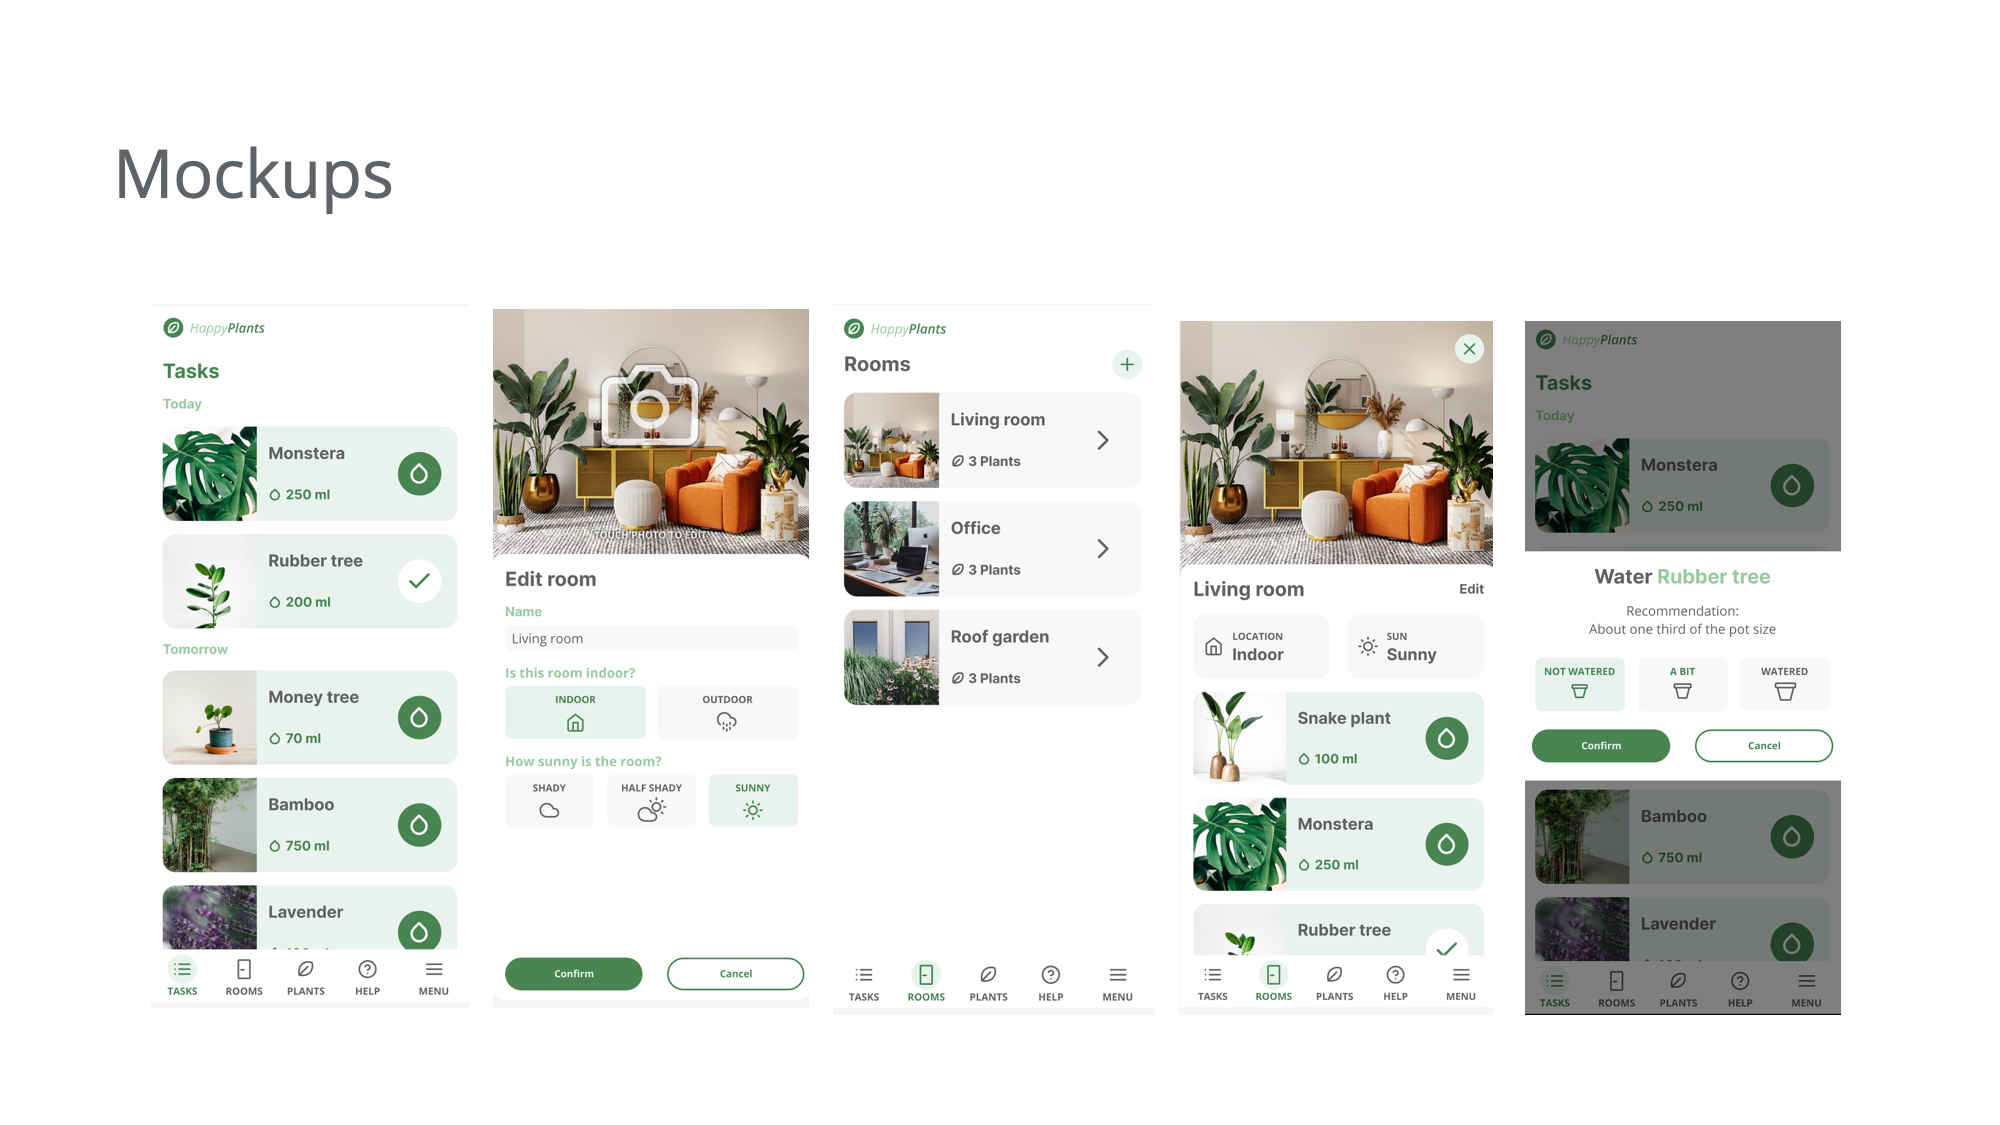 Mockups
HappyPlants
Tasks
Today
Monstera
250 ml
Rubber tree
200 ml
Tomorrow
Money tree
70 ml
Bamboo
750 ml
Lavender
TASKS ROOMS PLANTS HELP MENU
TOUCH PHOTO TO EDIT
Edit room
Name
Living room
Is this room indoor?
INDOOR OUTDOOR
How sunny is the room?
SHADY HALF SHADY SUNNY
Confirm Cancel
HappyPlants
Rooms
Living room
3 Plants
Office
3 Plants
Roof garden
3 Plants
TASKS ROOMS PLANTS HELP MENU
Living room Edit
LOCATION
Indoor
SUN
Sunny
Snake plant
100 ml
Monstera
250 ml
Rubber tree
TASKS ROOMS PLANTS HELP MENU
HappyPlants
Tasks
Today
Monstera
250 ml
Water Rubber tree
Recommendation:
About one third of the pot size
NOT WATERED A BIT WATERED
Confirm Cancel
Bamboo
750 ml
Lavender
TASKS ROOMS PLANTS HELP MENU